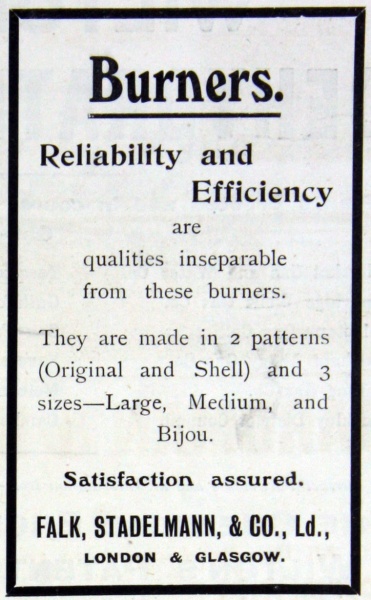 Burners.
Reliability and
Efficiency
are
qualities inseparable
from these burners.
They are made in 2 patterns
(Original and Shell) and 3
sizes—Large, Medium, and
Bijou.
Satisfaction assured.
FALK, STADELMANN, & CO., Ld.,
LONDON & GLASGOW.